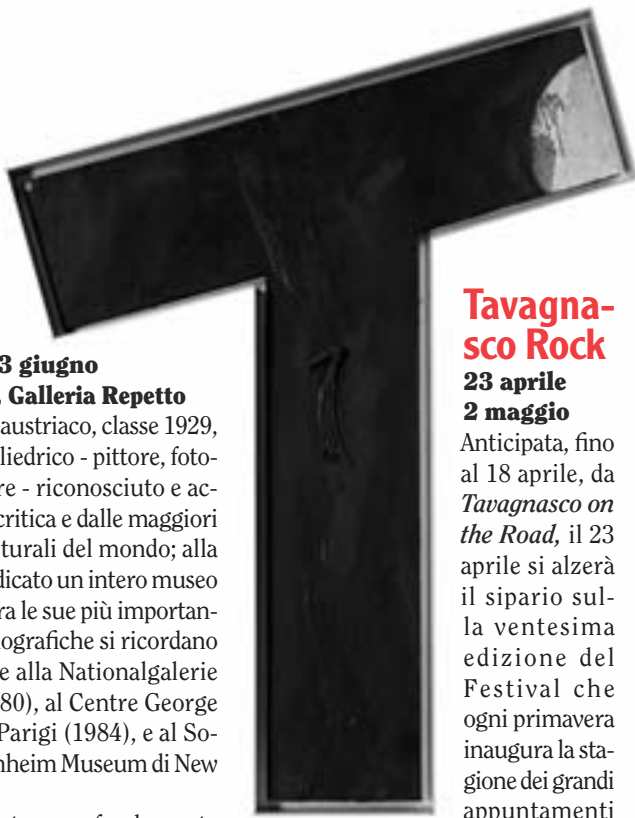 3 giugno
, Galleria Repetto
austriaco, classe 1929,
liedrico - pittore, foto-
re - riconosciuto e ac-
critica e dalle maggiori
turali del mondo; alla
dicato un intero museo
ra le sue più importan-
nografiche si ricordano
e alla Nationalgalerie
80), al Centre George
Parigi (1984), e al So-
nheim Museum di New
Tavagna-
sco Rock
23 aprile
2 maggio
Anticipata, fino
al 18 aprile, da
Tavagnasco on
the Road, il 23
aprile si alzerà
il sipario sul-
la ventesima
edizione del
Festival che
ogni primavera
inaugura la sta-
gione dei grandi
appuntamenti